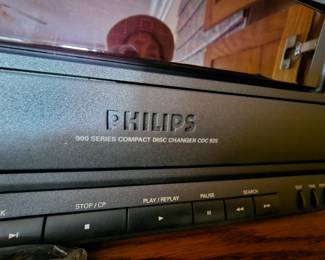 PHILIPS
900 SERIES COMPACT DISC CHANGER CDC 925
STOP / CP
PLAY / REPLAY
PAUSE
SEARCH